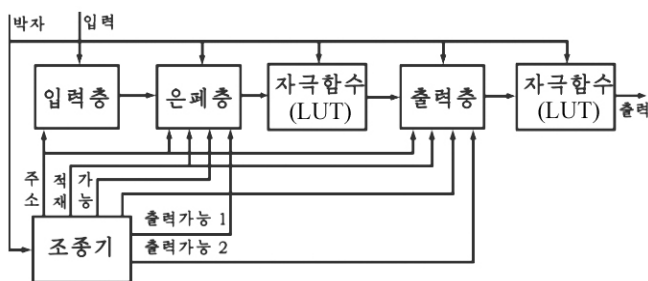 박자
입력
입력층
은폐층
자극함수
(LUT)
출력층
자극함수
(LUT)
출력
주소
적재
가능
출력가능 1
조종기
출력가능 2